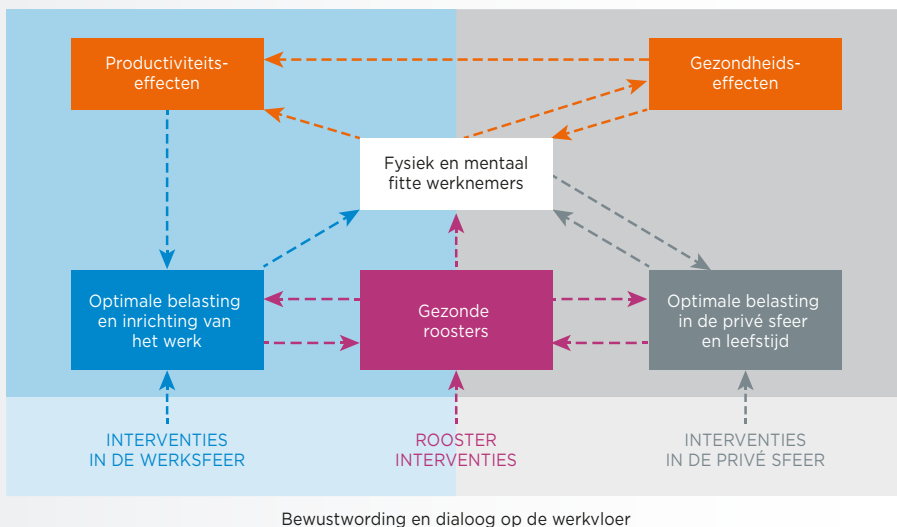 Productiviteits-
effecten
Gezondheids-
effecten
Fysiek en mentaal
fitte werknemers
Optimale belasting
en inrichting van
het werk
Gezonde
roosters
Optimale belasting
in de privé sfeer
en leefstijd
INTERVENTIES
IN DE WERKSFEER
ROOSTER
INTERVENTIES
INTERVENTIES
IN DE PRIVÉ SFEER
Bewustwording en dialoog op de werkvloer